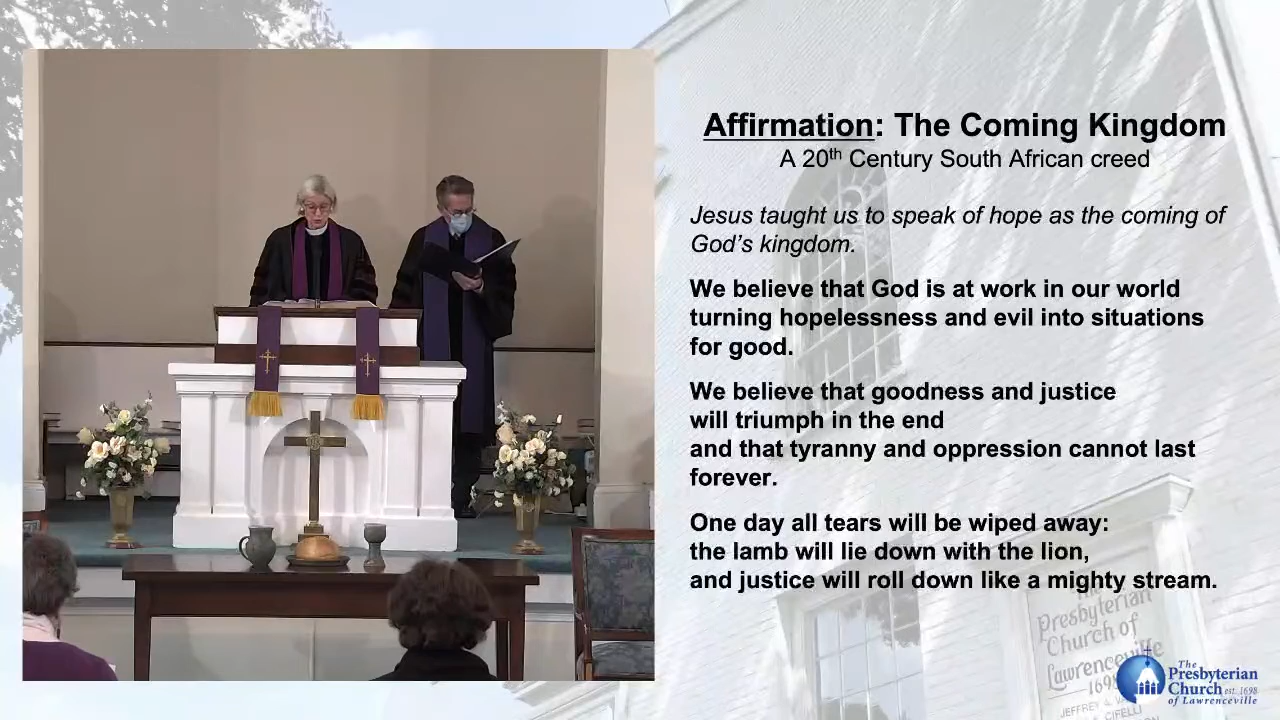 Affirmation: The Coming Kingdom
A 20th Century South African creed
Jesus taught us to speak of hope as the coming of
God's kingdom.
We believe that God is at work in our world
turning hopelessness and evil into situations
for good.
We believe that goodness and justice
will triumph in the end
and that tyranny and oppression cannot last
forever.
One day all tears will be wiped away:
the lamb will lie down with the lion,
and justice will roll down like a mighty stream.
The
Presbyterian
Church of
Lawrenceville
1698
JEFFREY A. V
CIFELLI
The
Presbyterian
Church est. 1698
of Lawrenceville